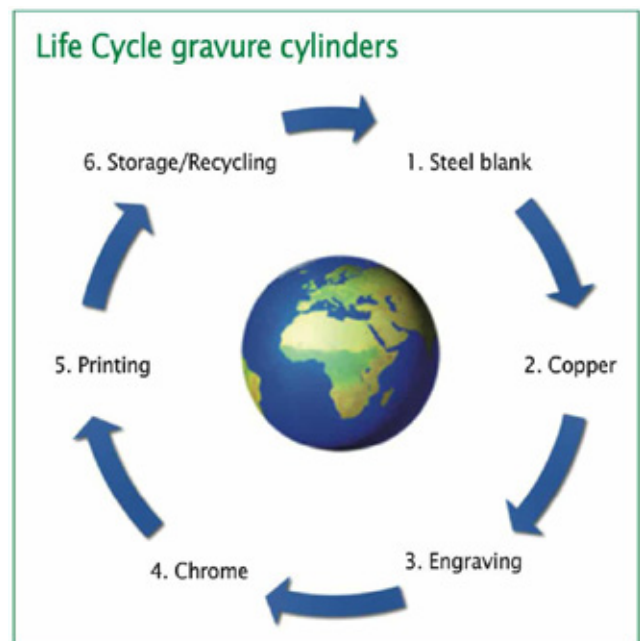 Life Cycle gravure cylinders
1. Steel blank
2. Copper
3. Engraving
4. Chrome
5. Printing
6. Storage/Recycling